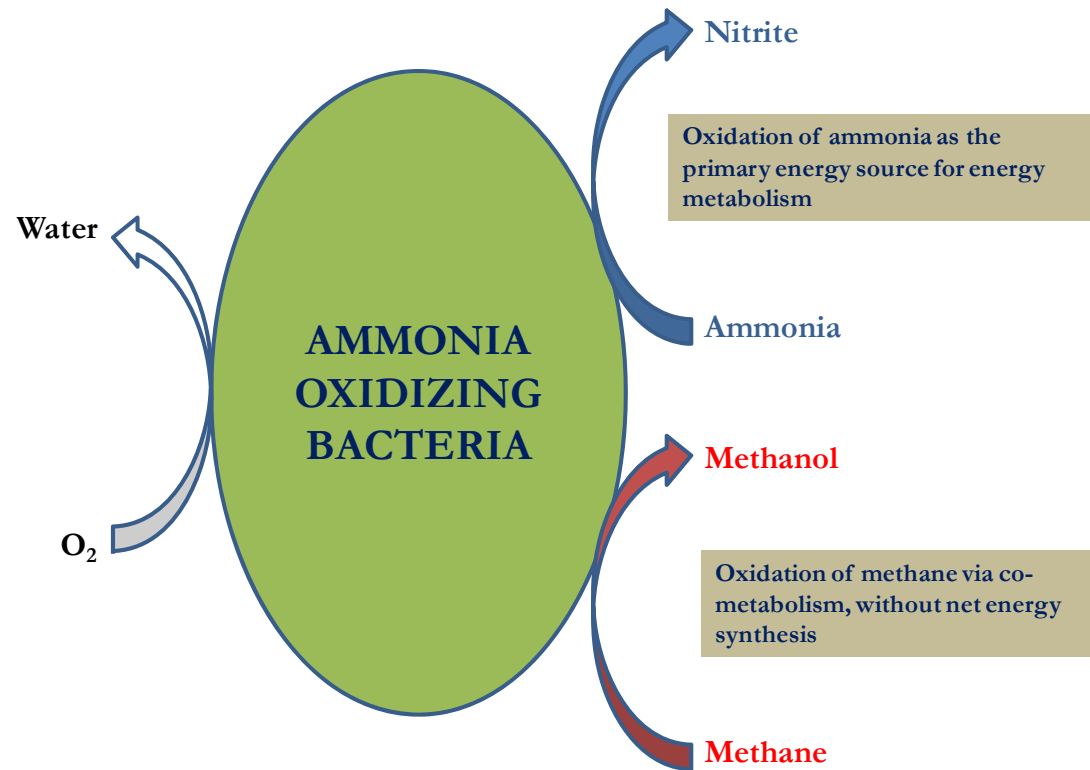 Nitrite
Oxidation of ammonia as the
primary energy source for energy
metabolism
Water
Ammonia
AMMONIA
OXIDIZING
BACTERIA
Methanol
O₂
Oxidation of methane via co-
metabolism, without net energy
synthesis
Methane